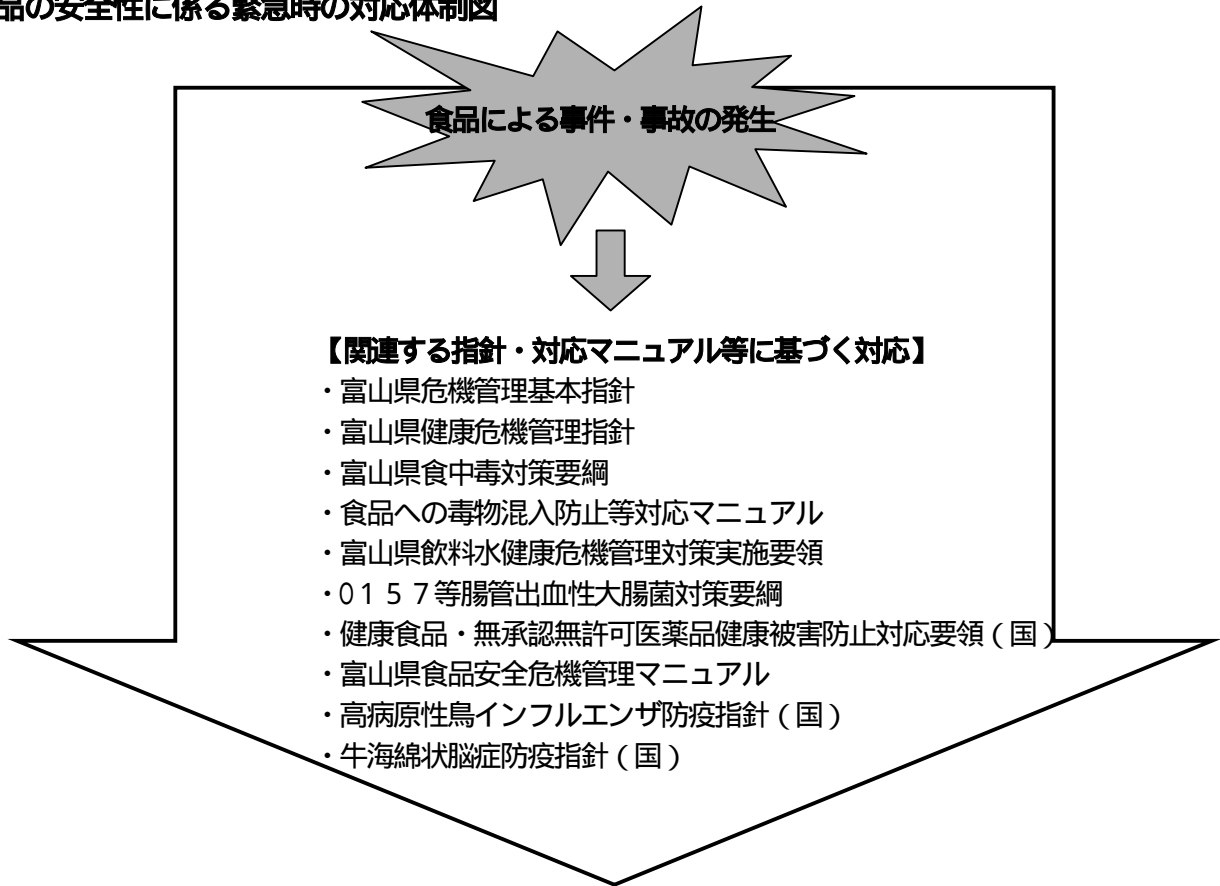 品の安全性に係る緊急時の対応体制図
食品による事件・事故の発生
【関連する指針・対応マニュアル等に基づく対応】
・富山県危機管理基本指針
・富山県健康危機管理指針
・富山県食中毒対策要綱
・食品への毒物混入防止等対応マニュアル
・富山県飲料水健康危機管理対策実施要領
・0１５７等腸管出血性大腸菌対策要綱
・健康食品・無承認無許可医薬品健康被害防止対応要領（国）
・富山県食品安全危機管理マニュアル
・高病原性鳥インフルエンザ防疫指針（国）
・牛海綿状脳症防疫指針（国）